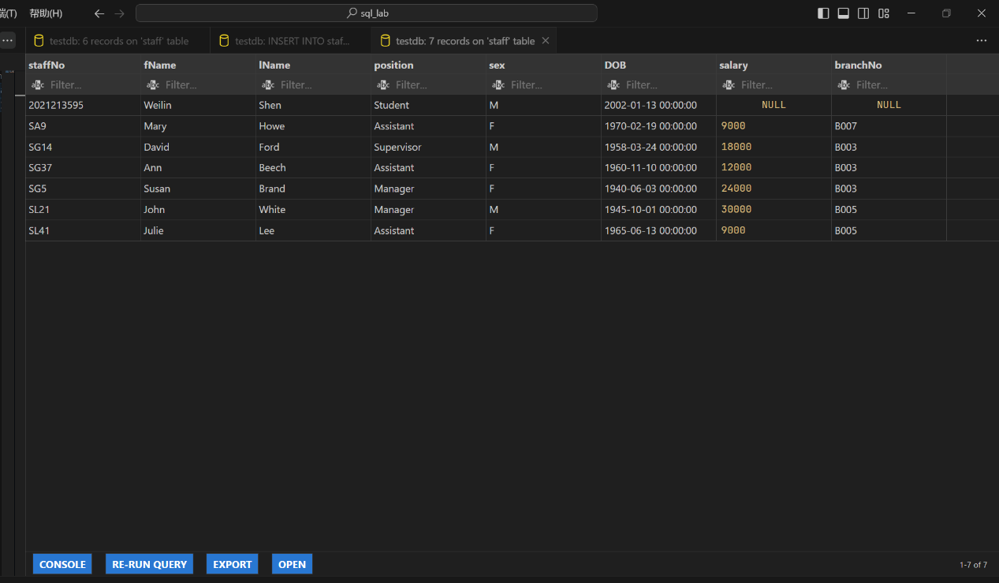 端(T) 帮助(H) sql_lab
testdb: 6 records on 'staff' table testdb: INSERT INTO staf... testdb: 7 records on 'staff' table
staffNo fName lName position sex DOB salary branchNo
Filter... Filter... Filter... Filter... Filter... Filter... Filter... Filter...
2021213595 Weilin Shen Student M 2002-01-13 00:00:00 NULL NULL
SA9 Mary Howe Assistant F 1970-02-19 00:00:00 9000 B007
SG14 David Ford Supervisor M 1958-03-24 00:00:00 18000 B003
SG37 Ann Beech Assistant F 1960-11-10 00:00:00 12000 B003
SG5 Susan Brand Manager F 1940-06-03 00:00:00 24000 B003
SL21 John White Manager M 1945-10-01 00:00:00 30000 B005
SL41 Julie Lee Assistant F 1965-06-13 00:00:00 9000 B005
CONSOLE RE-RUN QUERY EXPORT OPEN 1-7 of 7